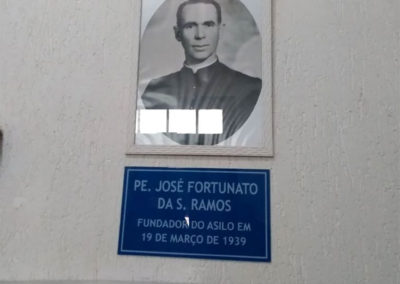 PE. JOSÉ FORTUNATO
DA S. RAMOS
FUNDADOR DO ASILO EM
19 DE MARÇO DE 1939